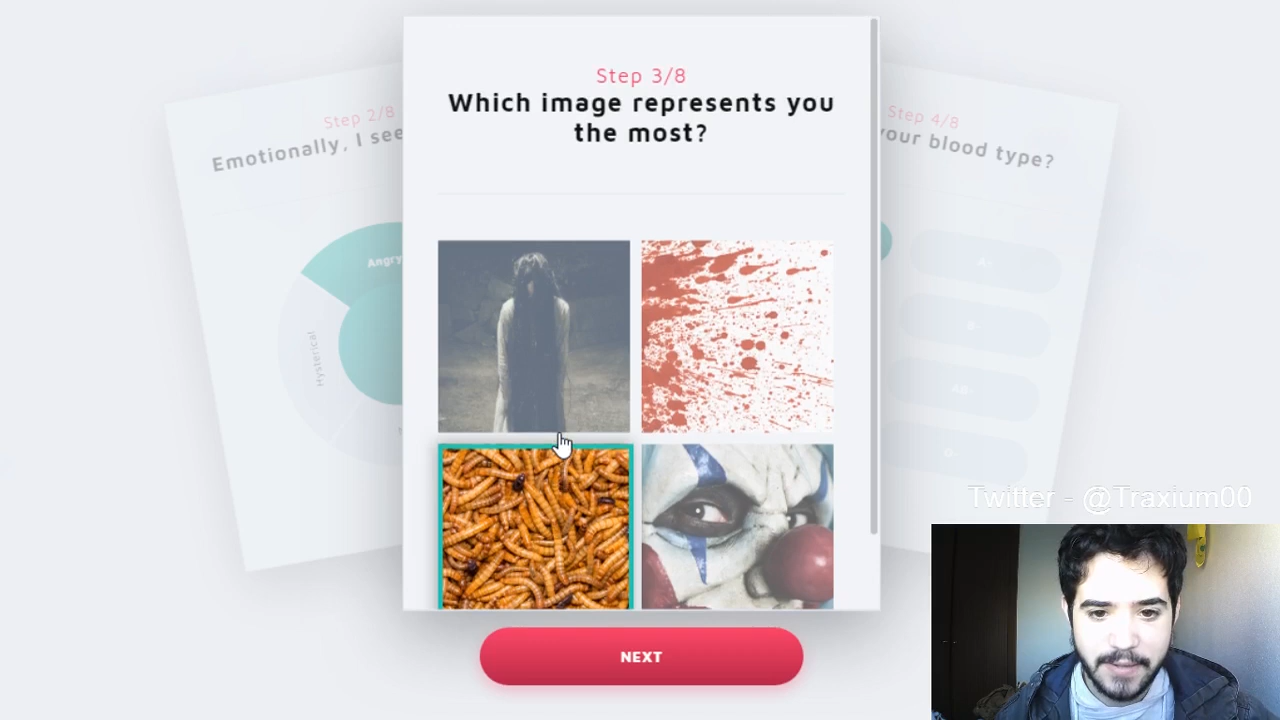 Step 3/8
Which image represents you
the most?
Step 2/8
Emotionally, I see
Angry
Hysterical
Step 4/8
your blood type?
A-
B-
AB-
O-
NEXT
Twitter - @Traxium00